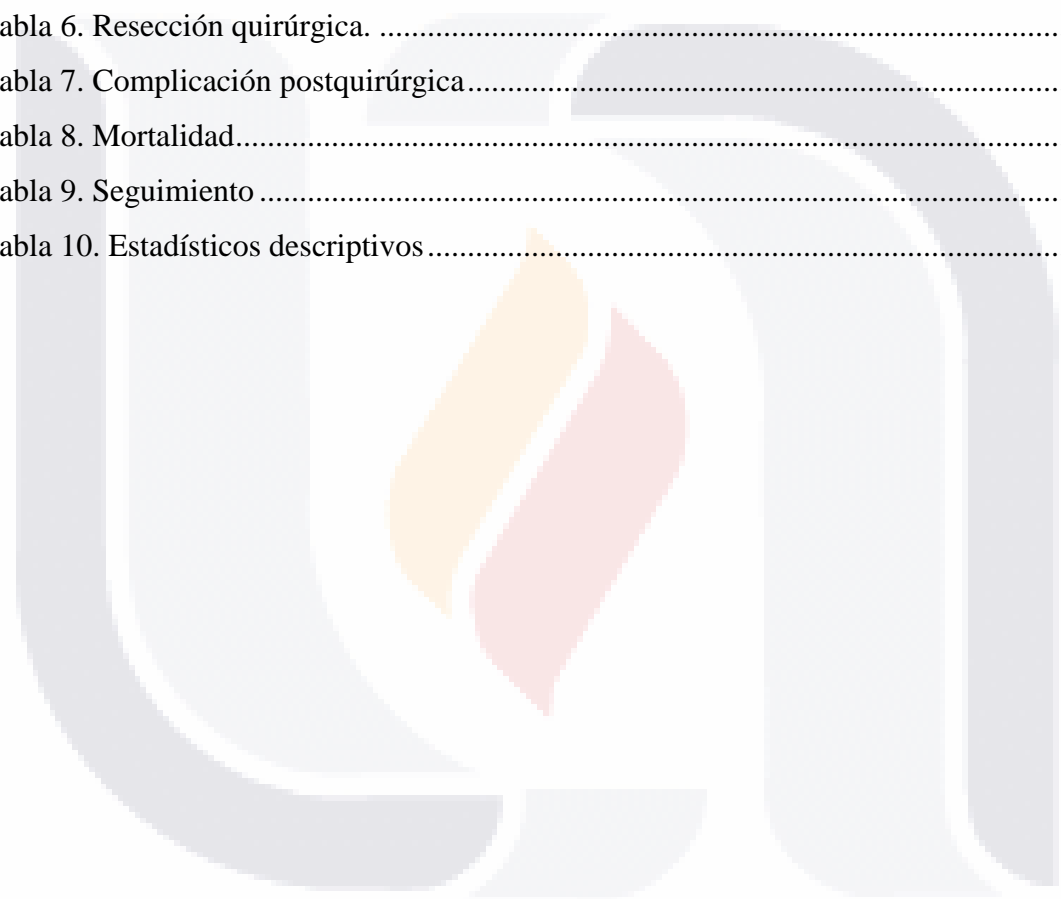 abla 6. Resección quirúrgica. ........................................................................................
abla 7. Complicación postquirúrgica...........................................................................
abla 8. Mortalidad..........................................................................................................
abla 9. Seguimiento .......................................................................................................
abla 10. Estadísticos descriptivos................................................................................